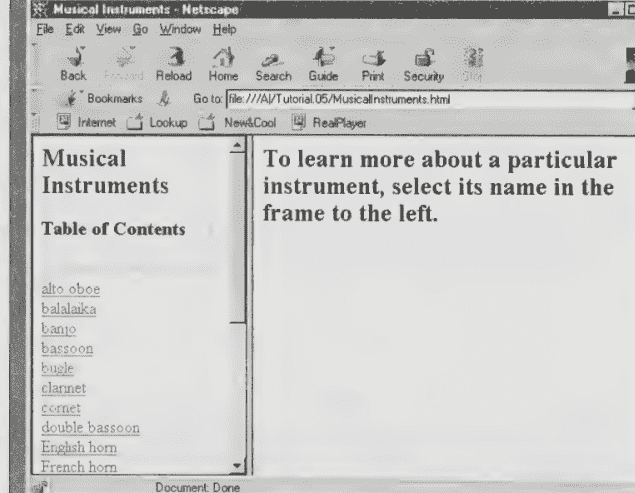 Musical Instruments - Netscape
File Edit View Go Window Help
Back Forward Reload Home Search Guide Print Security Stop
Bookmarks Go to: file:///A|/Tutorial.05/MusicalInstruments.html
Internet Lookup New&Cool RealPlayer
Musical
Instruments
Table of Contents
alto oboe
balalaika
banjo
bassoon
bugle
clarinet
cornet
double bassoon
English horn
French horn
To learn more about a particular
instrument, select its name in the
frame to the left.
Document: Done